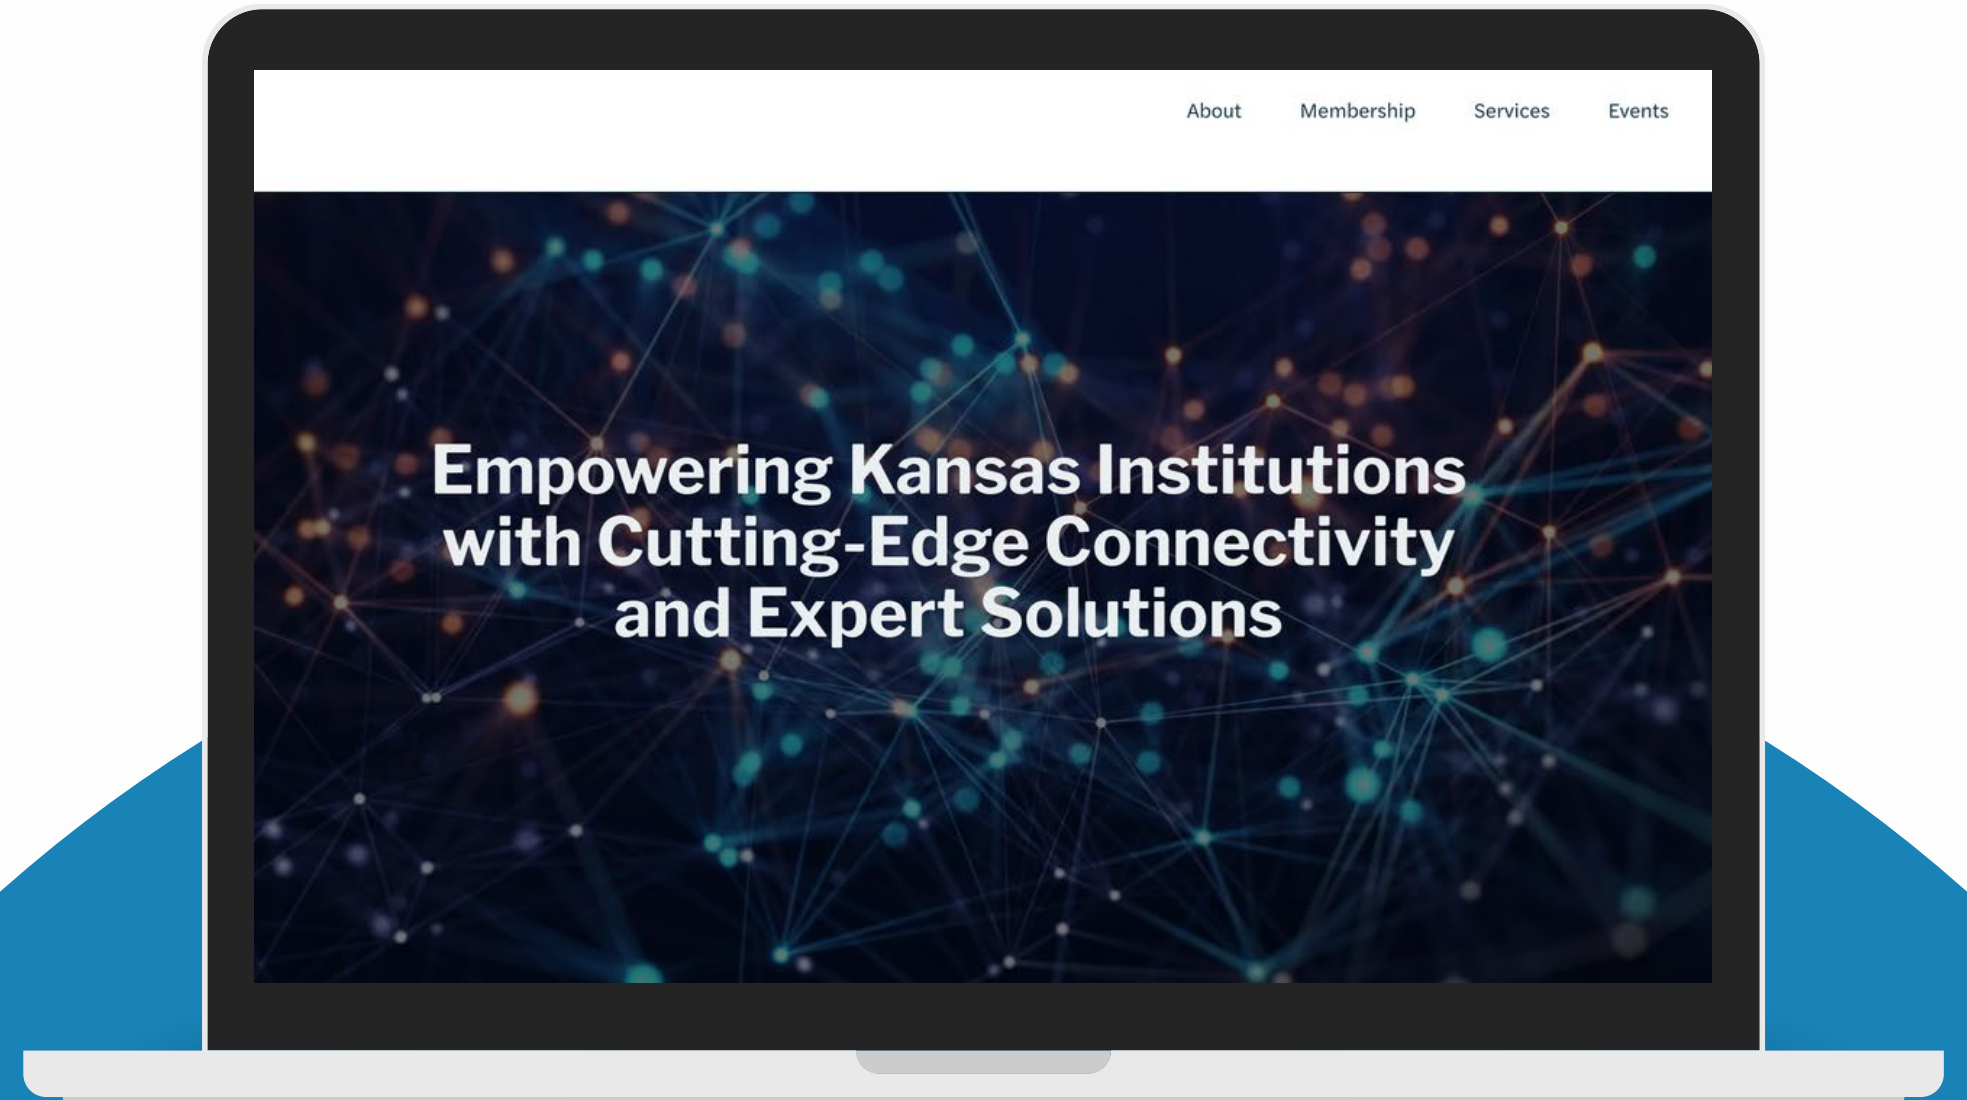 About Membership Services Events
Empowering Kansas Institutions
with Cutting-Edge Connectivity
and Expert Solutions